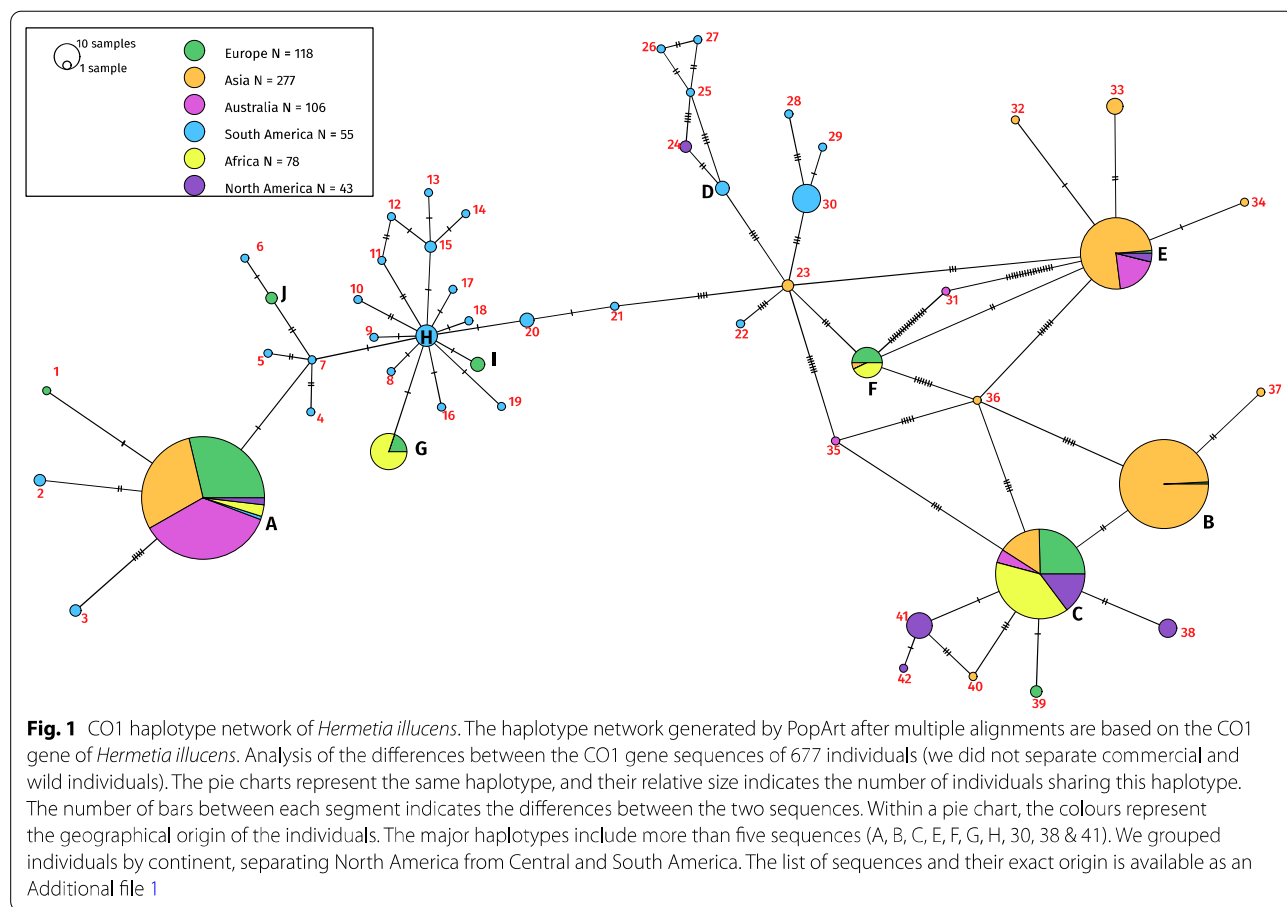 10 samples
1 sample
Europe N = 118
Asia N = 277
Australia N = 106
South America N = 55
Africa N = 78
North America N = 43
26
27
25
24
D
28
29
30
32
33
34
E
13
12
14
15
11
6
J
10
17
18
9
H
20
21
23
22
31
5
7
8
I
F
4
16
19
1
36
37
35
G
2
A
B
3
C
41
38
42
40
39
Fig. 1 CO1 haplotype network of Hermetia illucens. The haplotype network generated by PopArt after multiple alignments are based on the CO1
gene of Hermetia illucens. Analysis of the differences between the CO1 gene sequences of 677 individuals (we did not separate commercial and
wild individuals). The pie charts represent the same haplotype, and their relative size indicates the number of individuals sharing this haplotype.
The number of bars between each segment indicates the differences between the two sequences. Within a pie chart, the colours represent
the geographical origin of the individuals. The major haplotypes include more than five sequences (A, B, C, E, F, G, H, 30, 38 & 41). We grouped
individuals by continent, separating North America from Central and South America. The list of sequences and their exact origin is available as an
Additional file 1